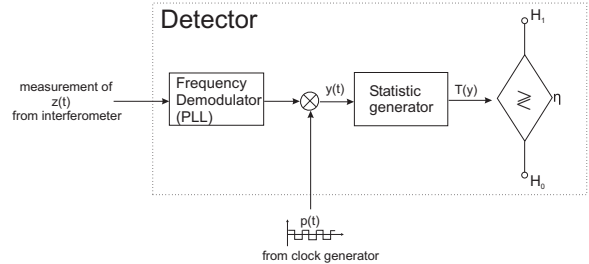 Detector
H₁
measurement of
z(t)
from interferometer
Frequency
Demodulator
(PLL)
y(t)
Statistic
generator
T(y)
≷
η
H₀
p(t)
from clock generator